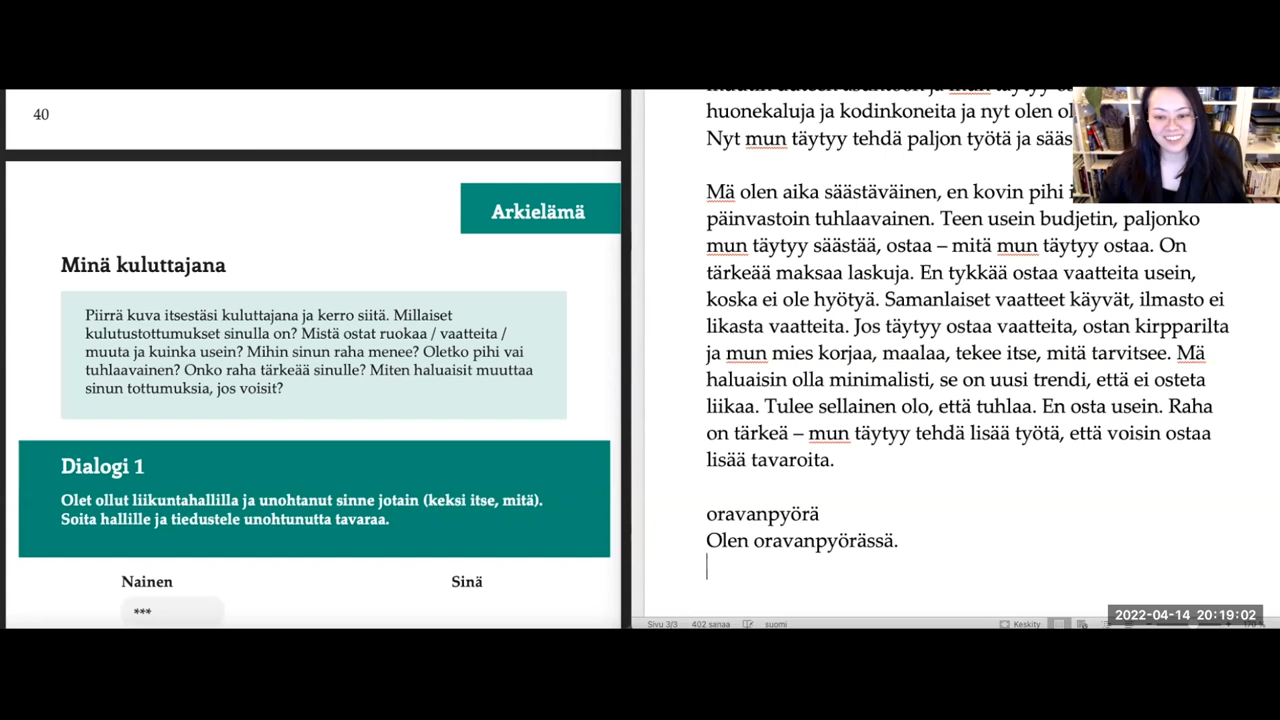 40
Arkielämä
Minä kuluttajana
Piirrä kuva itsestäsi kuluttajana ja kerro siitä. Millaiset
kulutustottumukset sinulla on? Mistä ostat ruokaa / vaatteita /
muuta ja kuinka usein? Mihin sinun raha menee? Oletko pihi vai
tuhlaavainen? Onko raha tärkeää sinulle? Miten haluaisit muuttaa
sinun tottumuksia, jos voisit?
Dialogi 1
Olet ollut liikuntahallilla ja unohtanut sinne jotain (keksi itse, mitä).
Soita hallille ja tiedustele unohtunutta tavaraa.
Nainen
Sinä
***
huonekaluja ja kodinkoneita ja nyt olen
Nyt mun täytyy tehdä paljon työtä ja
Mä olen aika säästäväinen, en kovin pihi
päinvastoin tuhlaavainen. Teen usein budjetin, paljonko
mun täytyy säästää, ostaa – mitä mun täytyy ostaa. On
tärkeää maksaa laskuja. En tykkää ostaa vaatteita usein,
koska ei ole hyötyä. Samanlaiset vaatteet käyvät, ilmasto ei
likasta vaatteita. Jos täytyy ostaa vaatteita, ostan kirpparilta
ja mun mies korjaa, maalaa, tekee itse, mitä tarvitsee. Mä
haluaisin olla minimalisti, se on uusi trendi, että ei osteta
liikaa. Tulee sellainen olo, että tuhlaa. En osta usein. Raha
on tärkeä – mun täytyy tehdä lisää työtä, että voisin ostaa
lisää tavaroita.
oravanpyörä
Olen oravanpyörässä.
Sivu 3/3
402 sanaa
suomi
Keskity
2022-04-14 20:19:02